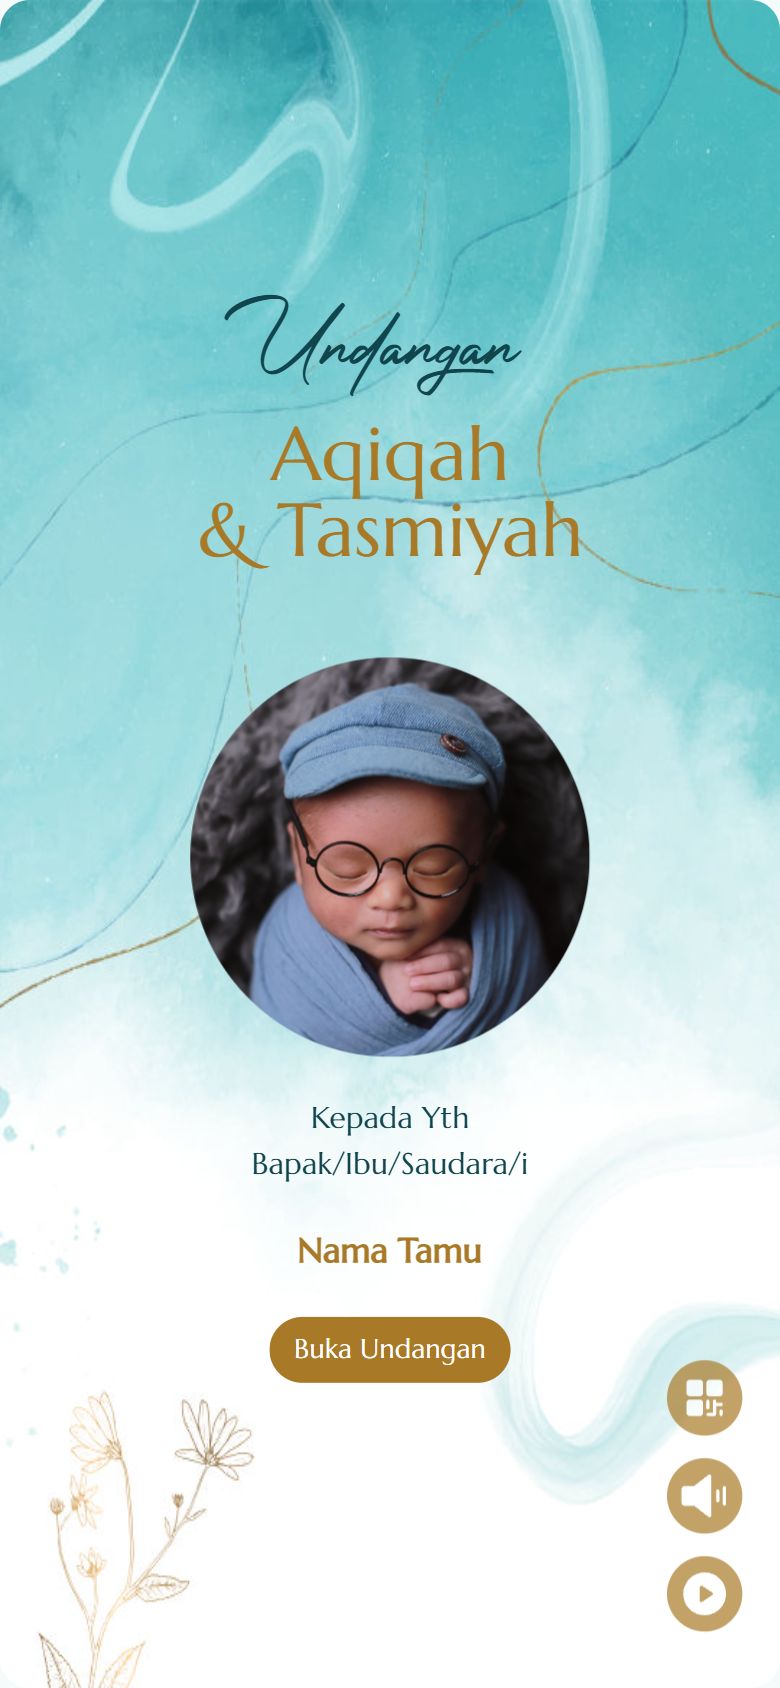 Undangan
Aqiqah
& Tasmiyah
Kepada Yth
Bapak/Ibu/Saudara/i
Nama Tamu
Buka Undangan